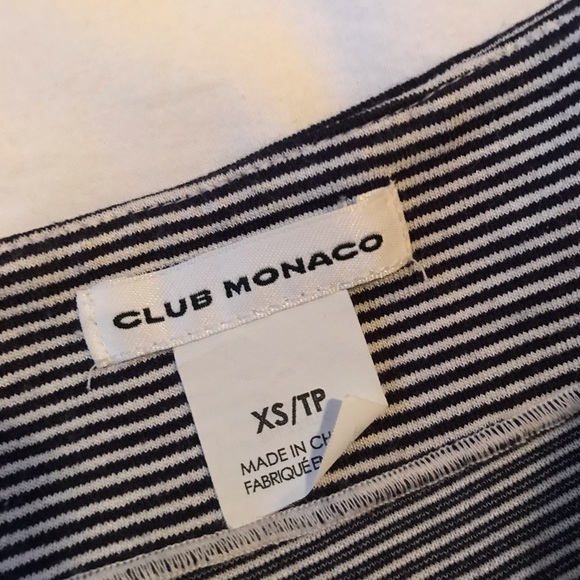 CLUB MONACO
XS/TP
MADE IN CH
FABRIQUÉ E